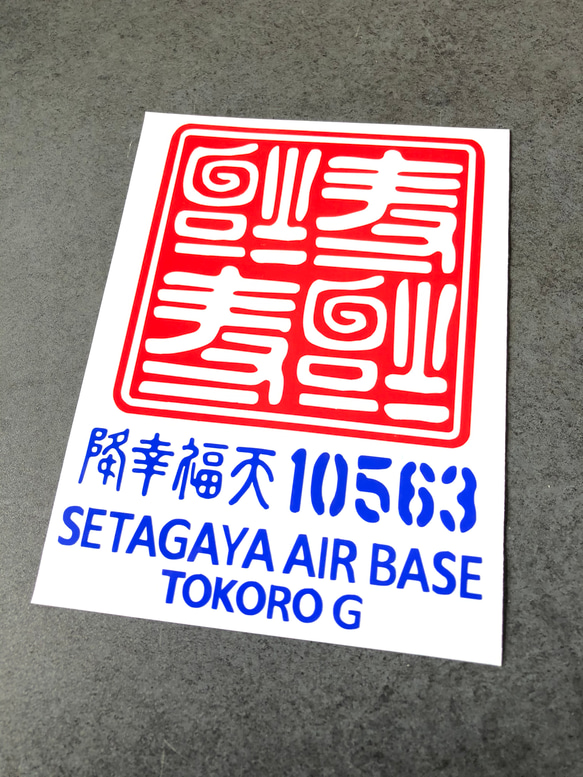 降幸福天 10563
SETAGAYA AIR BASE
TOKORO G